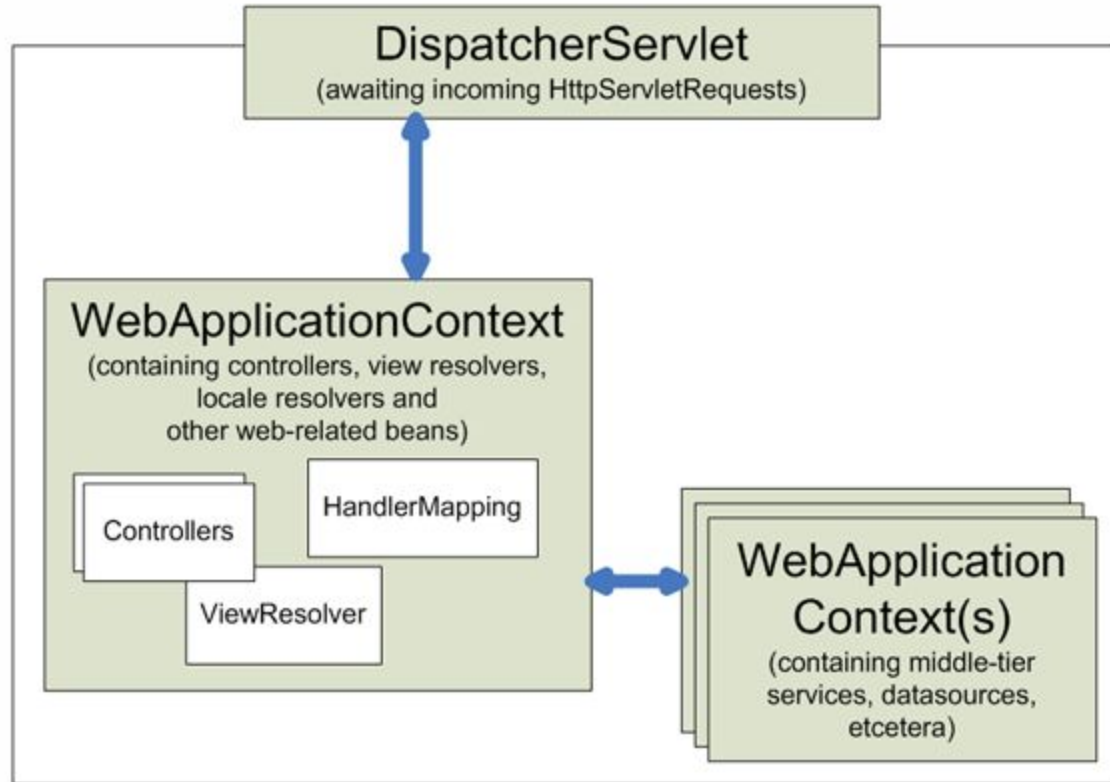 DispatcherServlet
(awaiting incoming HttpServletRequests)
WebApplicationContext
(containing controllers, view resolvers,
locale resolvers and
other web-related beans)
HandlerMapping
Controllers
ViewResolver
WebApplication
Context(s)
(containing middle-tier
services, datasources,
etcetera)